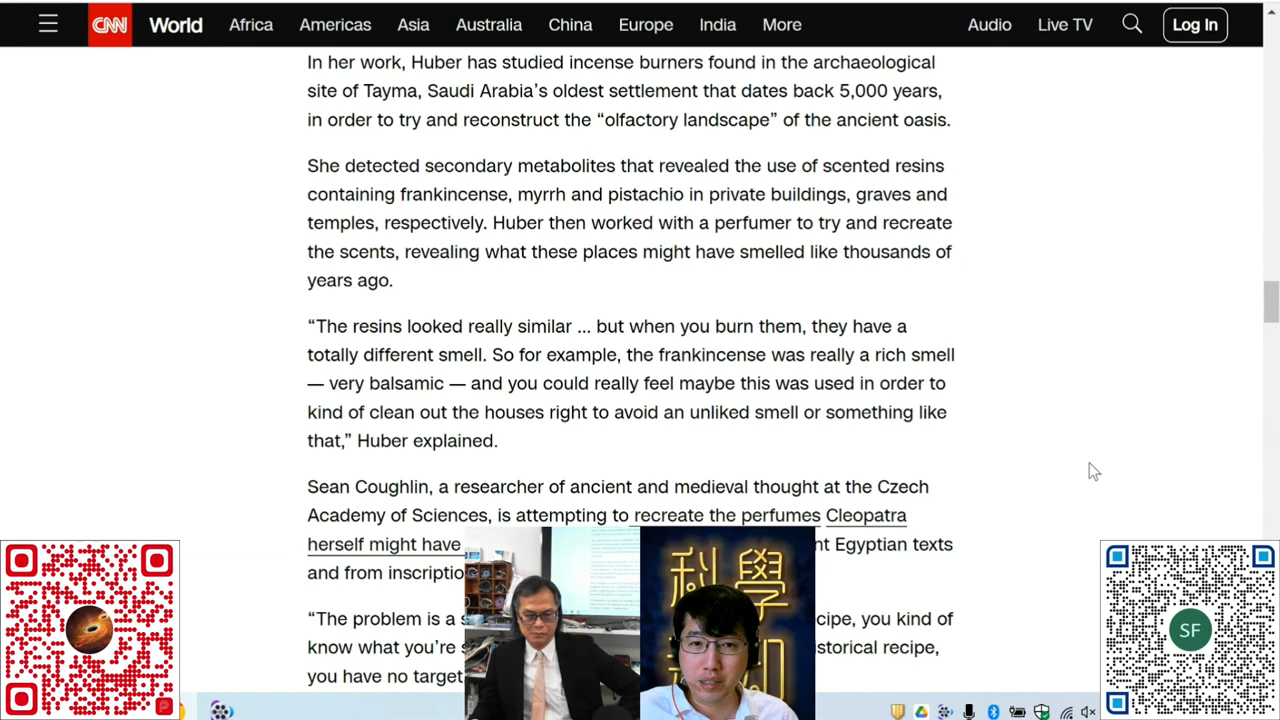 CNN World Africa Americas Asia Australia China Europe India More Audio Live TV Log In
In her work, Huber has studied incense burners found in the archaeological
site of Tayma, Saudi Arabia’s oldest settlement that dates back 5,000 years,
in order to try and reconstruct the “olfactory landscape” of the ancient oasis.
She detected secondary metabolites that revealed the use of scented resins
containing frankincense, myrrh and pistachio in private buildings, graves and
temples, respectively. Huber then worked with a perfumer to try and recreate
the scents, revealing what these places might have smelled like thousands of
years ago.
“The resins looked really similar ... but when you burn them, they have a
totally different smell. So for example, the frankincense was really a rich smell
— very balsamic — and you could really feel maybe this was used in order to
kind of clean out the houses right to avoid an unliked smell or something like
that,” Huber explained.
Sean Coughlin, a researcher of ancient and medieval thought at the Czech
Academy of Sciences, is attempting to recreate the perfumes Cleopatra
herself might have Egyptian texts
and from
“The problem is a you kind of
know what you’re historical recipe,
you have no target
SF